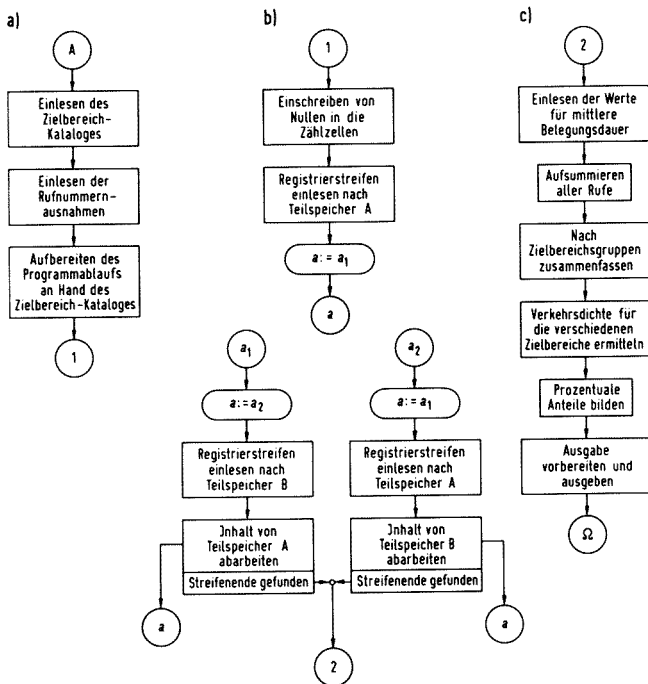 a)
A
Einlesen des
Zielbereich-
Kataloges
Einlesen der
Rufnummern-
ausnahmen
Aufbereiten des
Programmablaufs
an Hand des
Zielbereich-Kataloges
1
b)
1
Einschreiben von
Nullen in die
Zählzellen
Registrierstreifen
einlesen nach
Teilspeicher A
a := a₁
a
a₁
a:=a₂
Registrierstreifen
einlesen nach
Teilspeicher B
Jnhalt von
Teilspeicher A
abarbeiten
Streifenende gefunden
a
a₂
a:=a₁
Registrierstreifen
einlesen nach
Teilspeicher A
Jnhalt von
Teilspeicher B
abarbeiten
Streifenende gefunden
a
2
c)
2
Einlesen der Werte
für mittlere
Belegungsdauer
Aufsummieren
aller Rufe
Nach
Zielbereichsgruppen
zusammenfassen
Verkehrsdichte für
die verschiedenen
Zielbereiche ermitteln
Prozentuale
Anteile bilden
Ausgabe
vorbereiten und
ausgeben
Ω